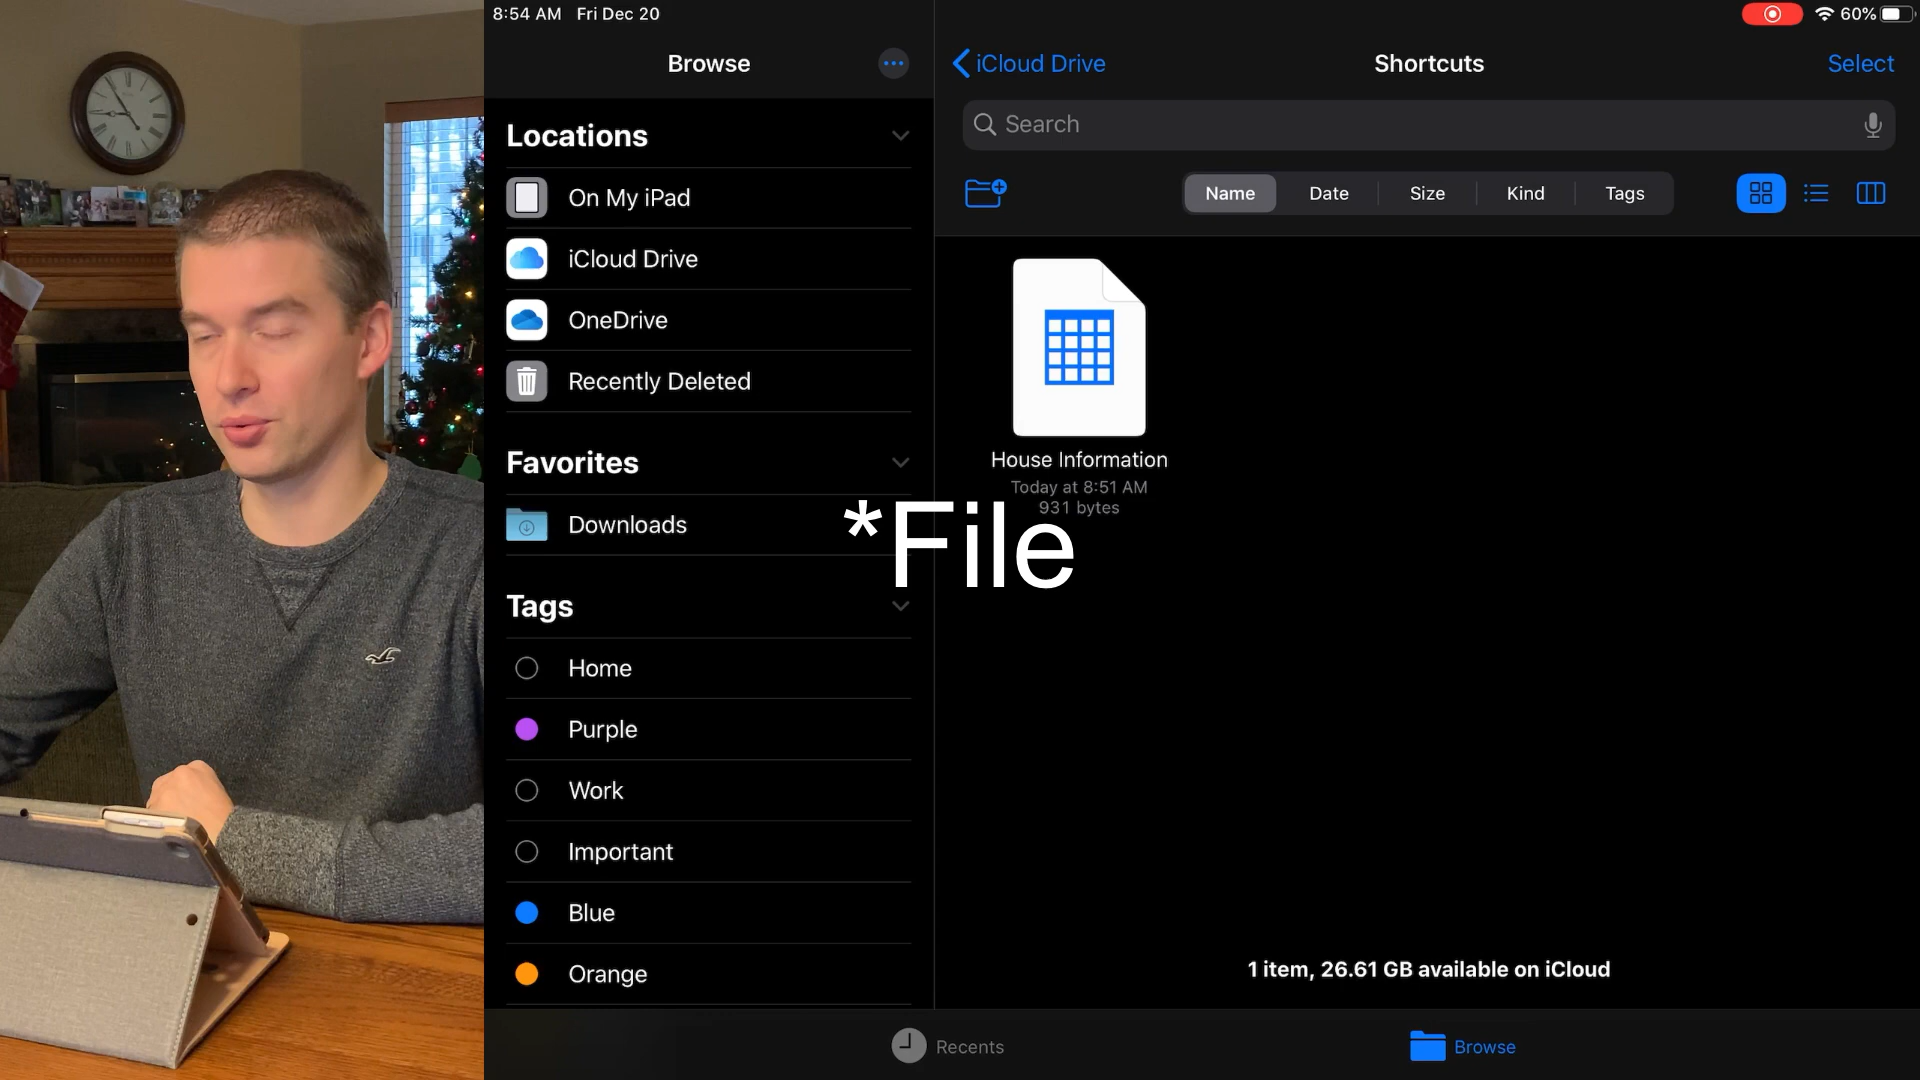 8:54 AM Fri Dec 20
60%
Browse
Locations
On My iPad
iCloud Drive
OneDrive
Recently Deleted
Favorites
Downloads
Tags
Home
Purple
Work
Important
Blue
Orange
iCloud Drive
Shortcuts
Select
Search
Name Date Size Kind Tags
House Information
Today at 8:51 AM
931 bytes
*File
1 item, 26.61 GB available on iCloud
Recents
Browse